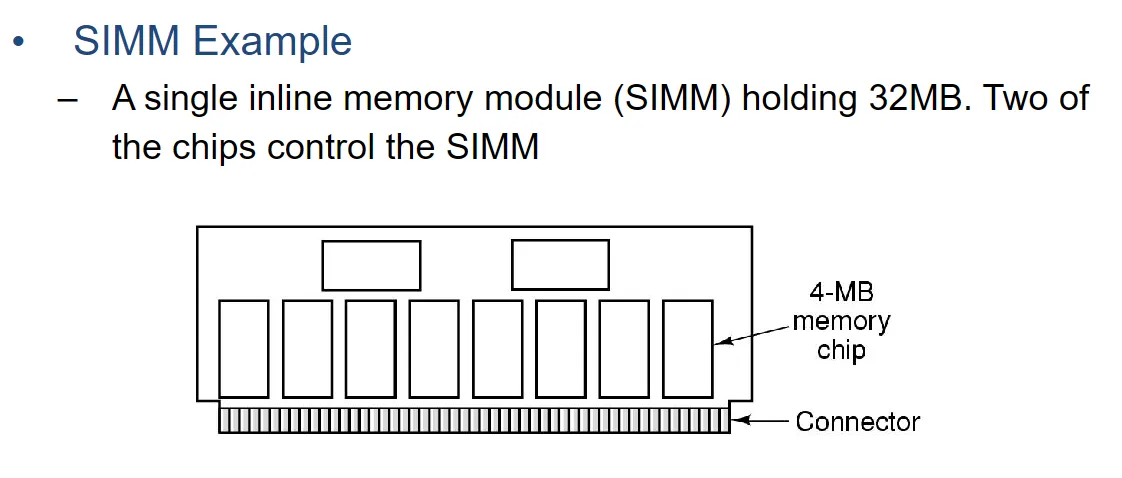 • SIMM Example
– A single inline memory module (SIMM) holding 32MB. Two of
the chips control the SIMM
4-MB
memory
chip
Connector